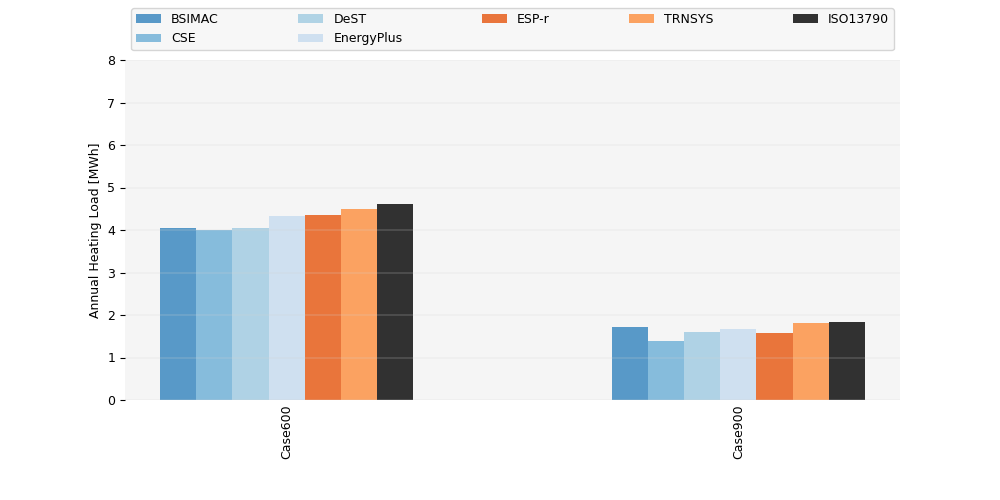 BSIMAC DeST ESP-r TRNSYS ISO13790
CSE EnergyPlus
8
7
6
5
4
3
2
1
0
Annual Heating Load [MWh]
Case600 Case900